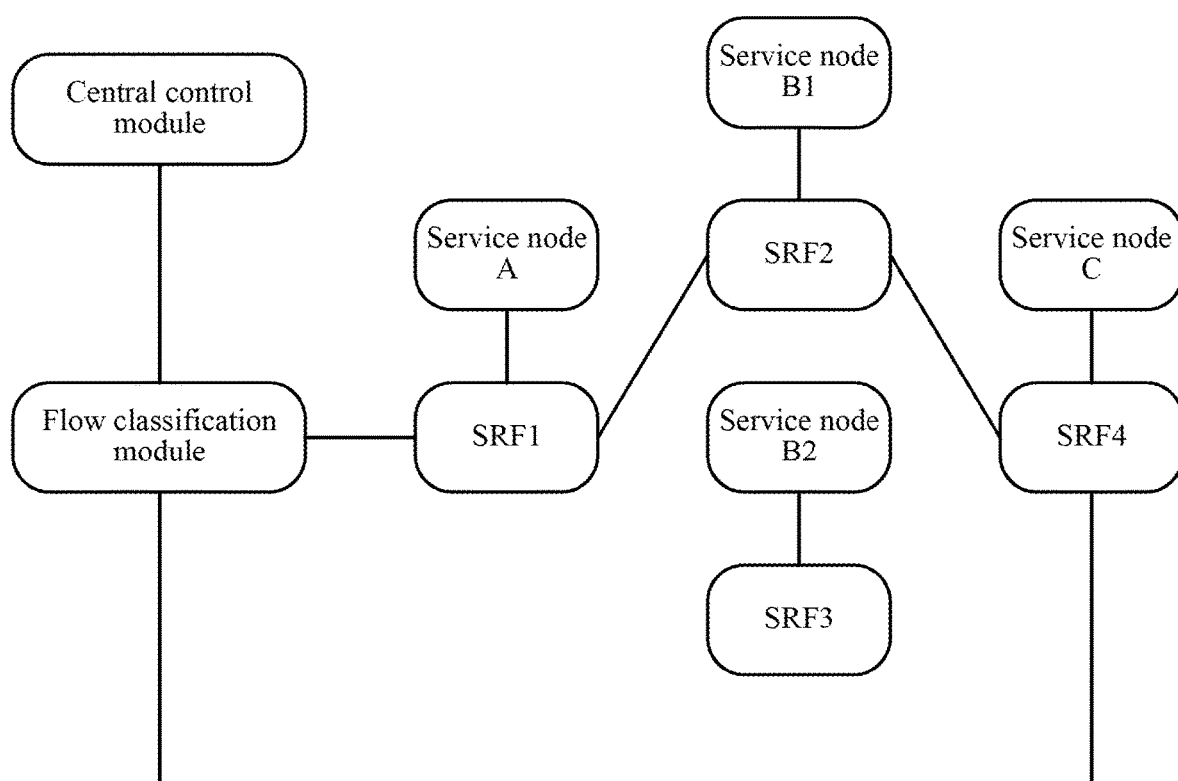 Service node
B1
Central control
module
Service node
A
SRF2
Service node
C
Flow classification
module
SRF1
Service node
B2
SRF4
SRF3